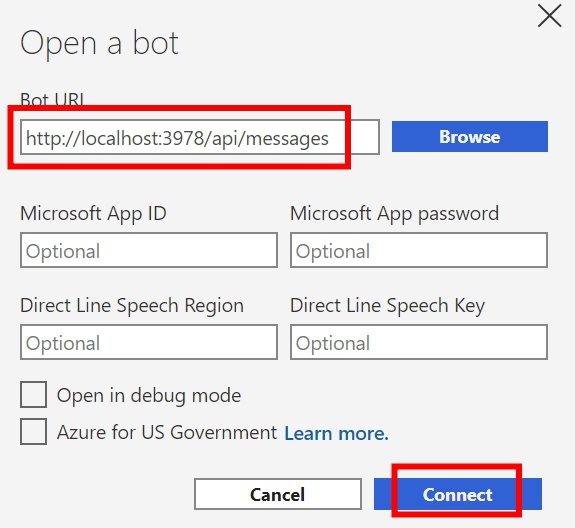 Open a bot
Bot URL
http://localhost:3978/api/messages
Browse
Microsoft App ID
Microsoft App password
Optional
Optional
Direct Line Speech Region
Direct Line Speech Key
Optional
Optional
Open in debug mode
Azure for US Government Learn more.
Cancel
Connect